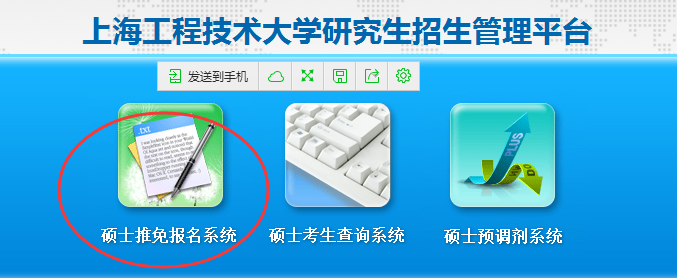 上海工程技术大学研究生招生管理平台
发送到手机
.txt
PLUS
硕士推免报名系统
硕士考生查询系统
硕士预调剂系统